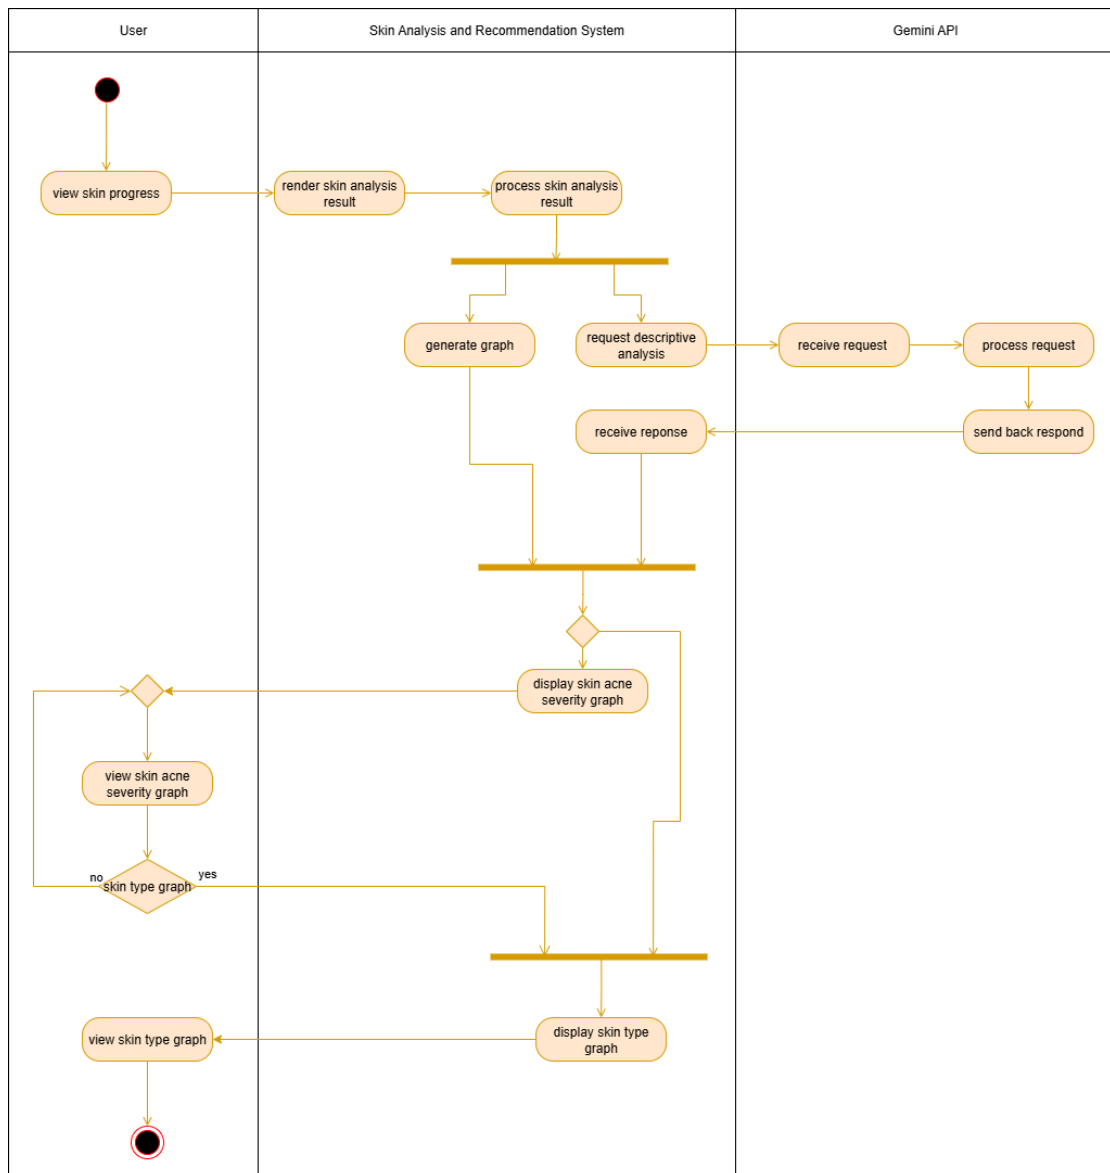 User
Skin Analysis and Recommendation System
Gemini API
view skin progress
render skin analysis
result
process skin analysis
result
generate graph
request descriptive
analysis
receive request
process request
receive reponse
send back respond
display skin acne
severity graph
view skin acne
severity graph
no
skin type graph
yes
view skin type graph
display skin type
graph